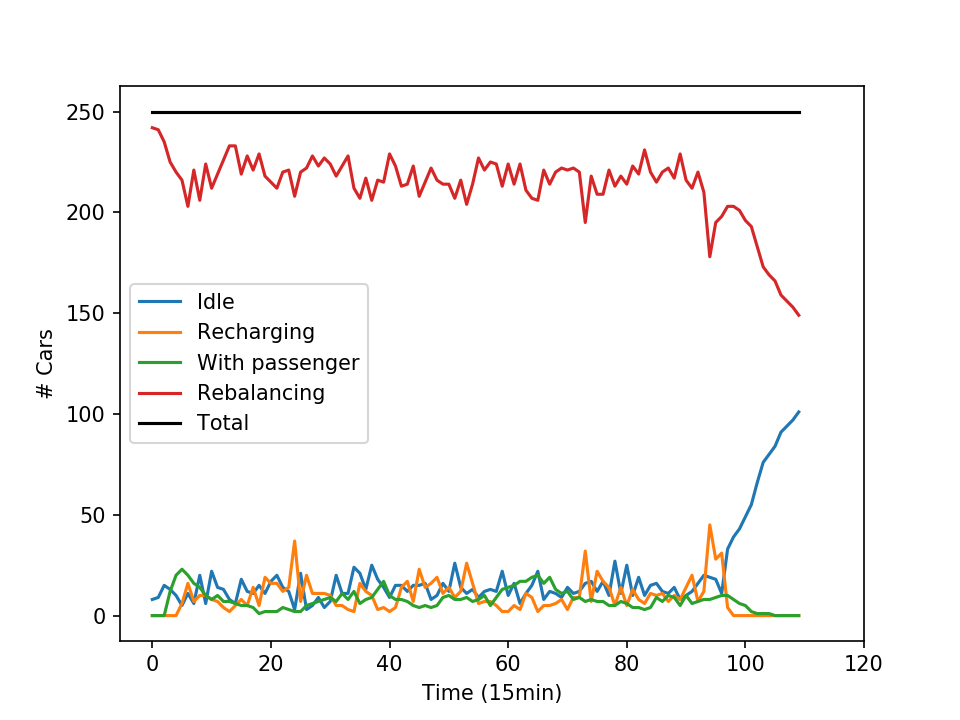 250
200
150
100
50
0
# Cars
Idle
Recharging
With passenger
Rebalancing
Total
0 20 40 60 80 100 120
Time (15min)